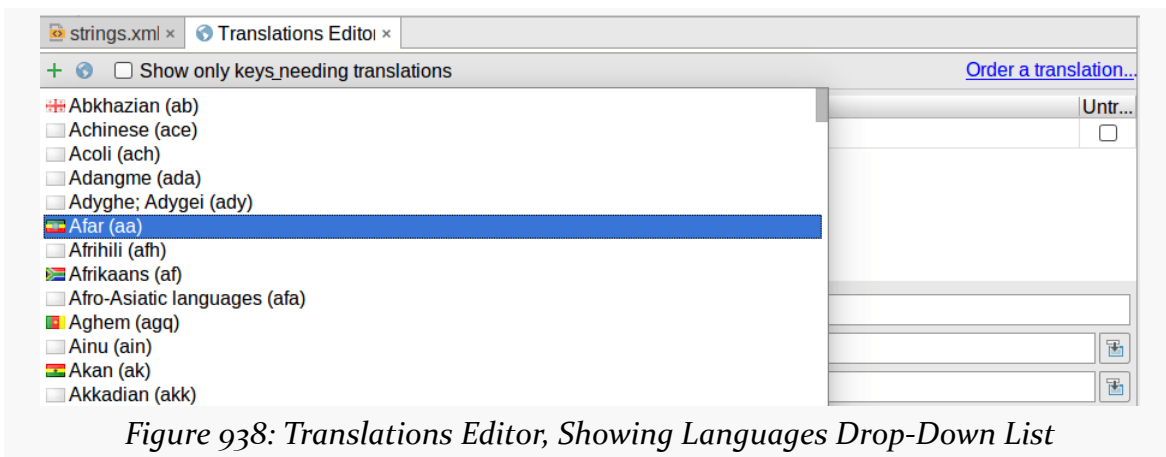 strings.xml × Translations Editor ×
+ Show only keys needing translations Order a translation...
Abkhazian (ab) Untr...
Achinese (ace)
Acoli (ach)
Adangme (ada)
Adyghe; Adygei (ady)
Afar (aa)
Afrihili (afh)
Afrikaans (af)
Afro-Asiatic languages (afa)
Aghem (agq)
Ainu (ain)
Akan (ak)
Akkadian (akk)
Figure 938: Translations Editor, Showing Languages Drop-Down List